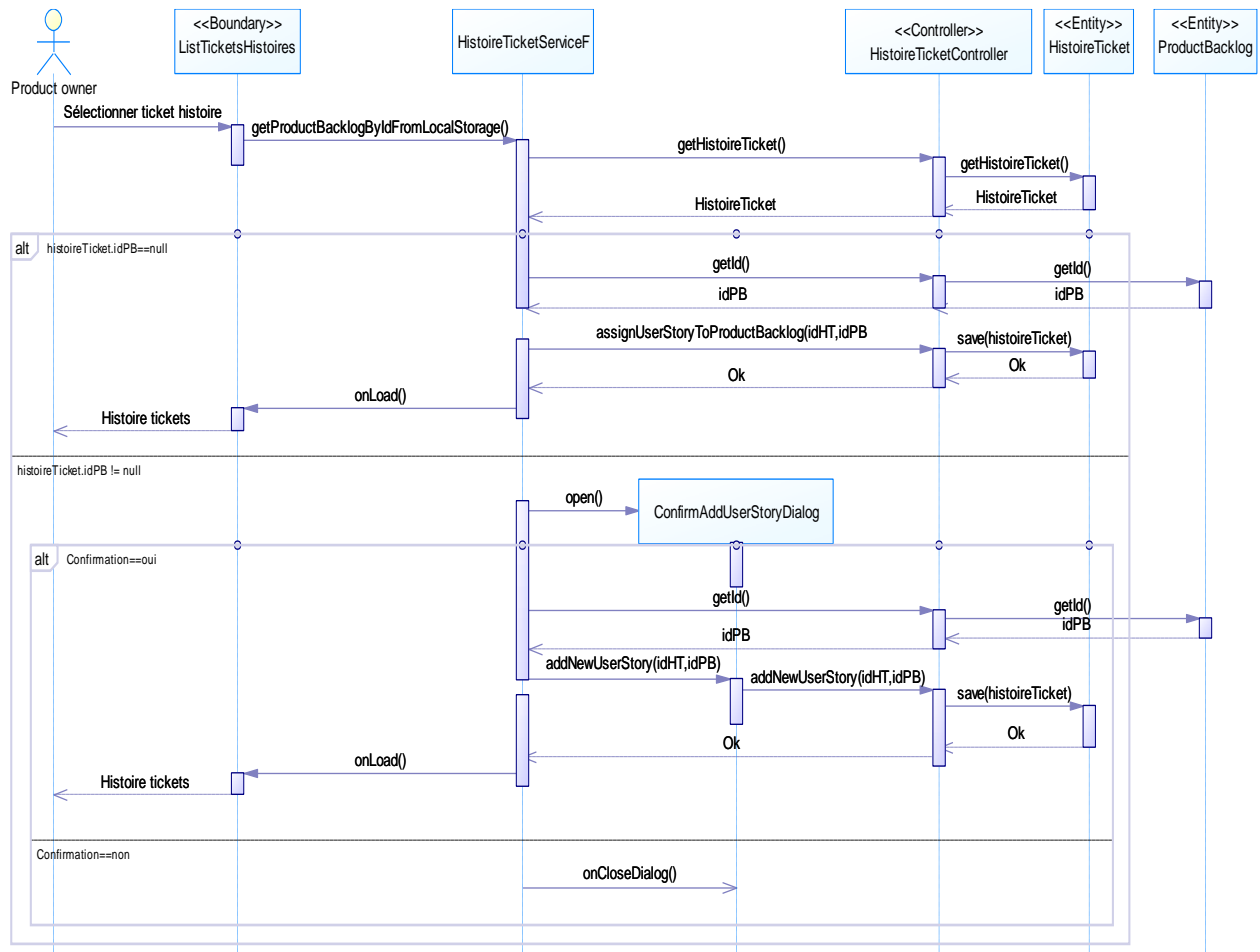 <<Boundary>>
ListTicketsHistoires
HistoireTicketServiceF
<<Controller>>
HistoireTicketController
<<Entity>>
HistoireTicket
<<Entity>>
ProductBacklog
Product owner
Sélectionner ticket histoire
getProductBacklogByIdFromLocalStorage()
getHistoireTicket()
getHistoireTicket()
HistoireTicket
HistoireTicket
alt
histoireTicket.idPB==null
getId()
getId()
idPB
idPB
assignUserStoryToProductBacklog(idHT,idPB
save(histoireTicket)
Ok
Ok
onLoad()
Histoire tickets
histoireTicket.idPB != null
open()
ConfirmAddUserStoryDialog
alt
Confirmation==oui
getId()
getId()
idPB
idPB
addNewUserStory(idHT,idPB)
addNewUserStory(idHT,idPB)
save(histoireTicket)
Ok
Ok
onLoad()
Histoire tickets
Confirmation==non
onCloseDialog()